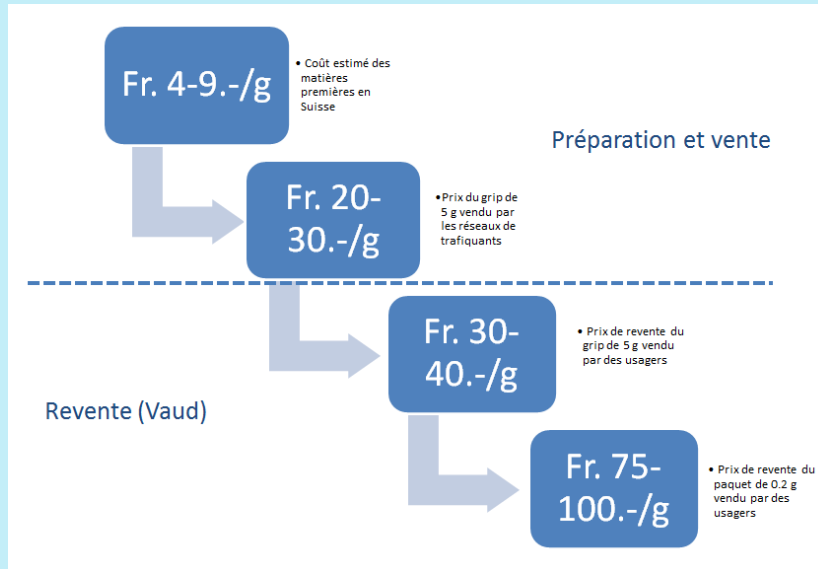 Fr. 4-9.-/g
• Coût estimé des
matières
premières en
Suisse
Préparation et vente
Fr. 20-
30.-/g
•Prix du grip de
5 g vendu par
les réseaux de
trafiquants
Fr. 30-
40.-/g
• Prix de revente du
grip de 5 g vendu
par des usagers
Revente (Vaud)
Fr. 75-
100.-/g
• Prix de revente du
paquet de 0.2 g
vendu par des
usagers